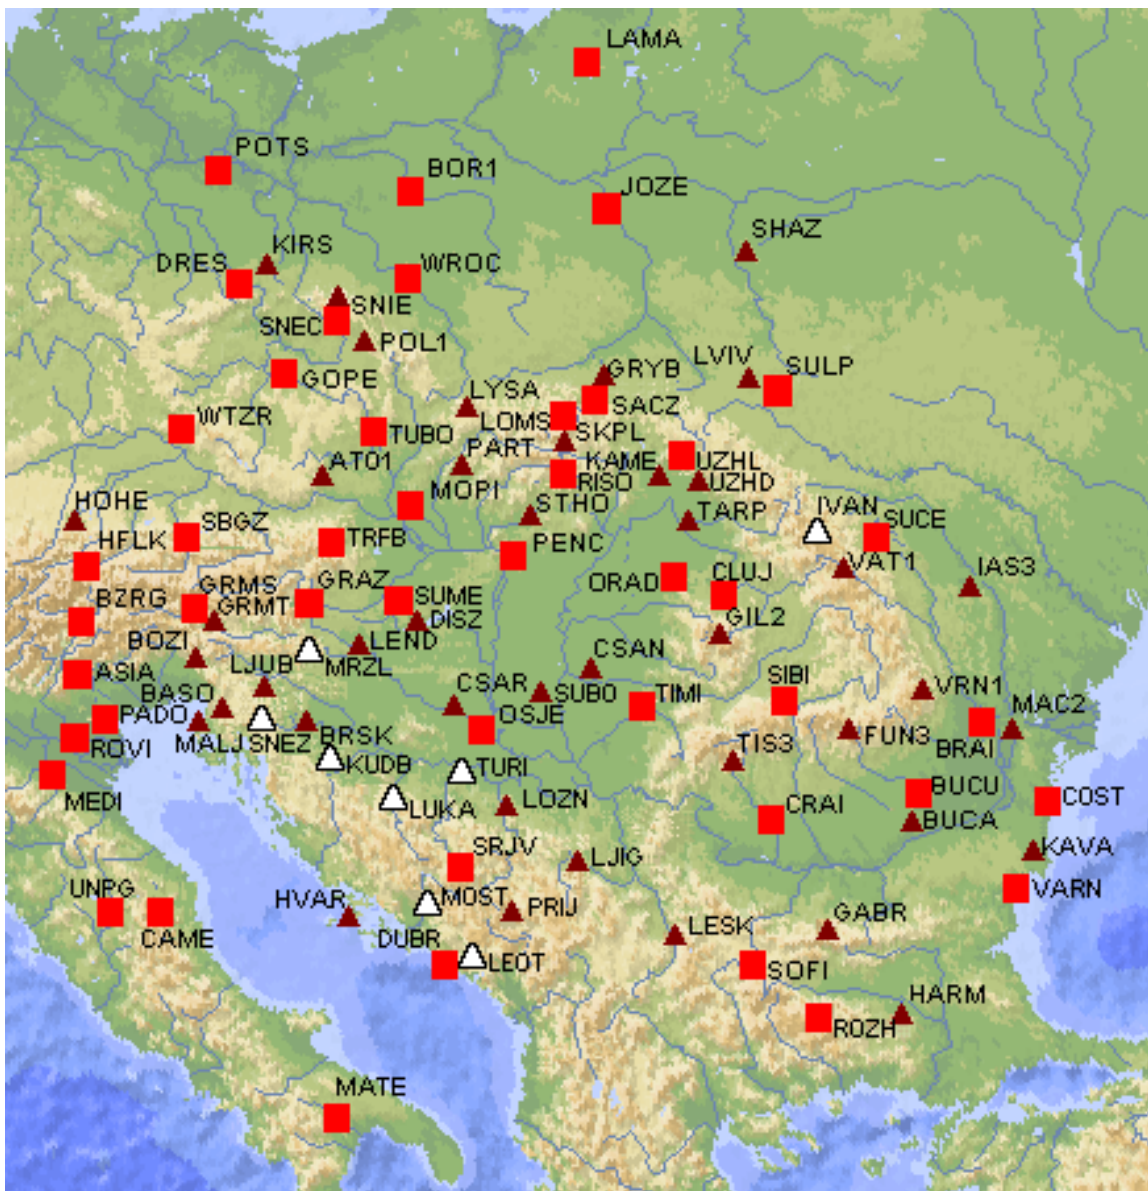 LAMA
POTS
BOR1
JOZE
SHAZ
KIRS
DRES
WROC
SNIE
SNEC
POL1
GOPE
GRYB
LVIV
SULP
LYSA
LOMS
SACZ
WTZR
TUBO
SKPL
PART
KAME
UZHL
AT01
RISO
UZHD
MOPI
HOHE
STHO
TARP
IVAN
SBGZ
SUCE
HFLK
TRFB
PENC
VAT1
GRMS
GRAZ
ORAD
CLUJ
IAS3
BZRG
GRMT
SUME
DISZ
GIL2
BOZI
LJUB
MRZL
LEND
CSAN
ASIA
BASO
CSAR
SUBO
TIMI
SIBI
VRN1
PADO
MALJ
SNEZ
BRSK
OSJE
MAC2
ROVI
KUDB
TURI
TIS3
FUN3
BRAI
MEDI
LUKA
LOZN
CRAI
BUCU
COST
BUCA
SRJV
LJIG
KAVA
UNPG
HVAR
MOST
PRIJ
VARN
CAME
DUBR
LESK
GABR
LEOT
SOFI
HARM
ROZH
MATE